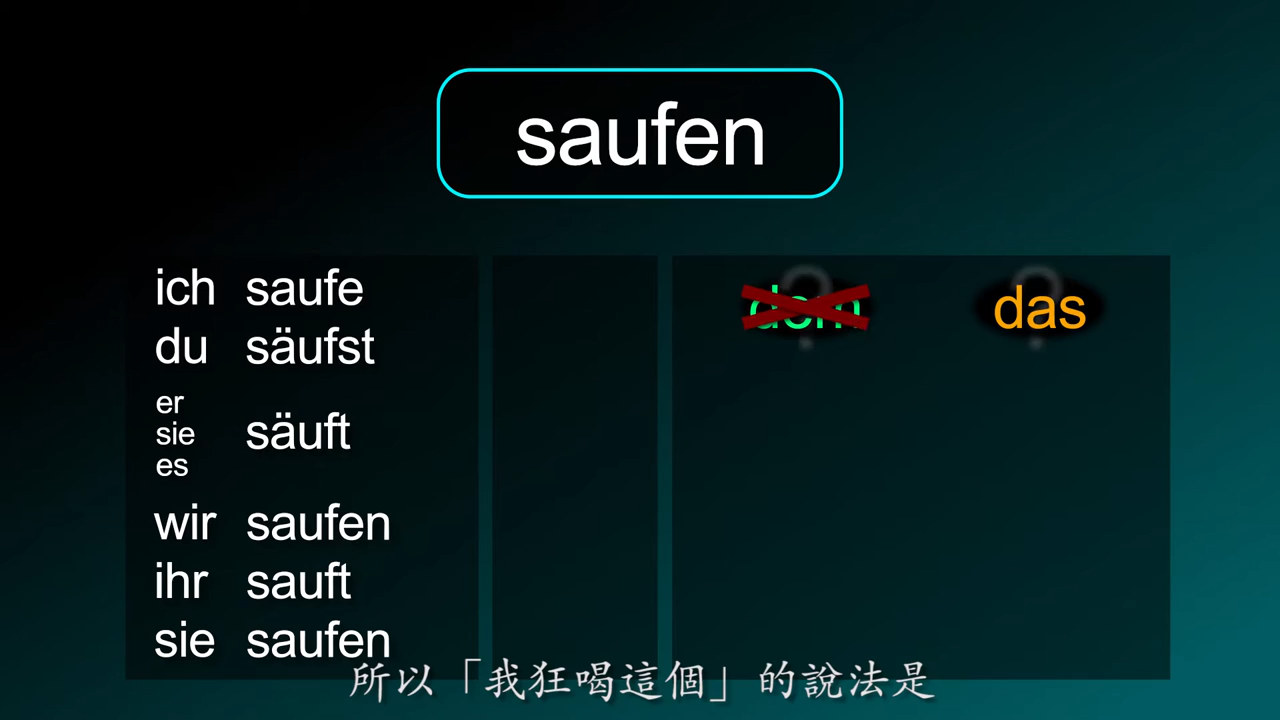 saufen
ich saufe
dem
das
du säufst
er
sie
es
säuft
wir saufen
ihr sauft
sie saufen
所以「我狂喝這個」的說法是